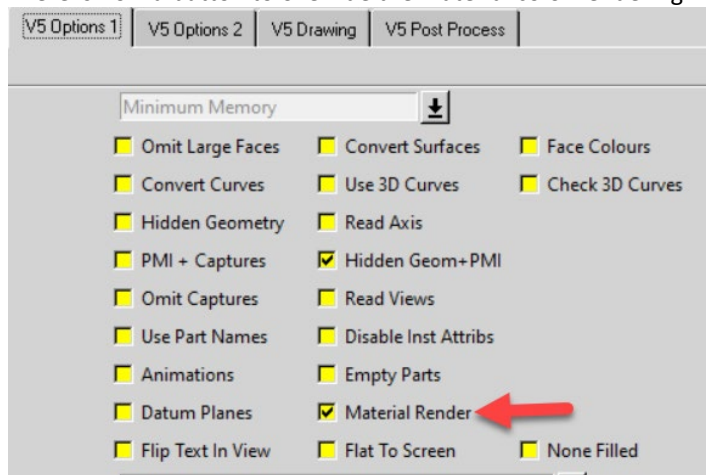 V5 Options 1 V5 Options 2 V5 Drawing V5 Post Process
Minimum Memory
Omit Large Faces Convert Surfaces Face Colours
Convert Curves Use 3D Curves Check 3D Curves
Hidden Geometry Read Axis
PMI + Captures Hidden Geom+PMI
Omit Captures Read Views
Use Part Names Disable Inst Attribs
Animations Empty Parts
Datum Planes Material Render
Flip Text In View Flat To Screen None Filled